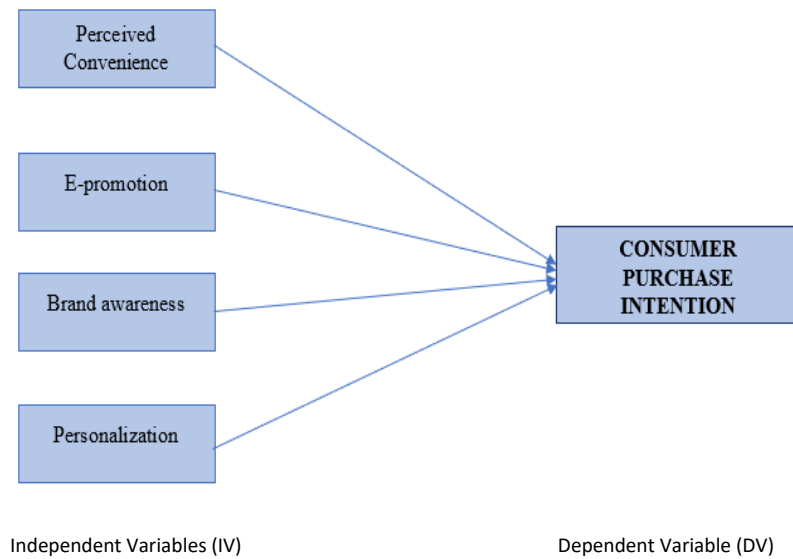 Perceived
Convenience
E-promotion
Brand awareness
Personalization
CONSUMER
PURCHASE
INTENTION
Independent Variables (IV)
Dependent Variable (DV)